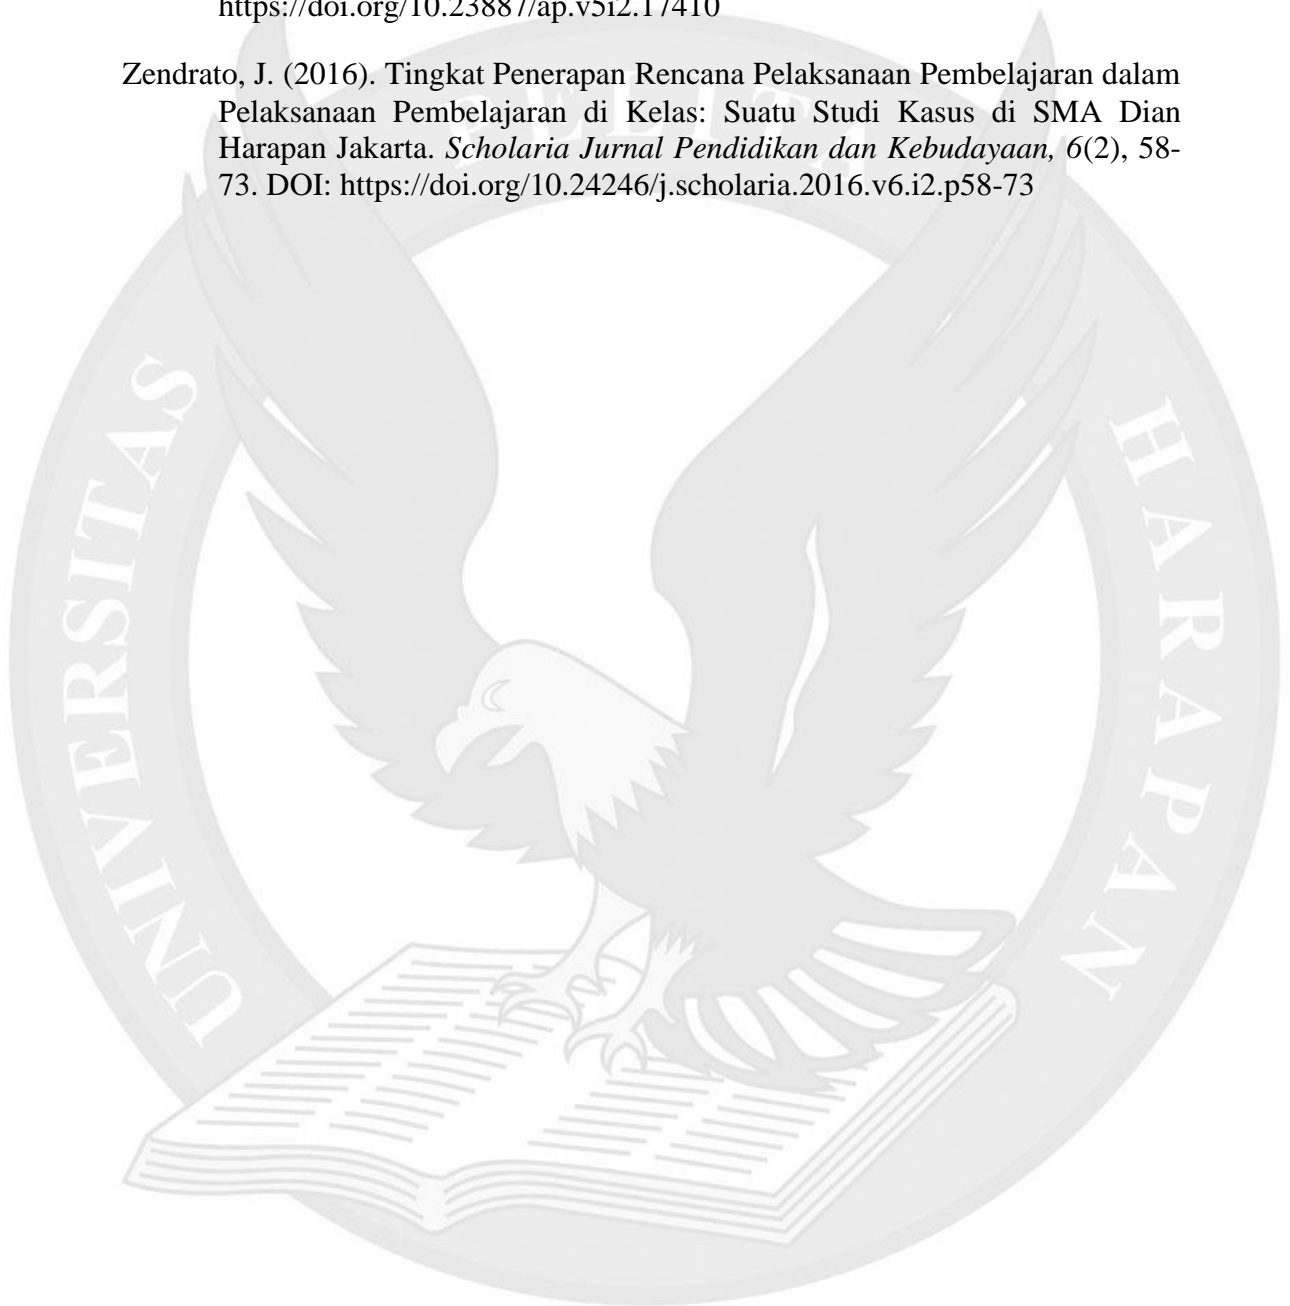 https://doi.org/10.23887/ap.v5i2.17410
Zendrato, J. (2016). Tingkat Penerapan Rencana Pelaksanaan Pembelajaran dalam
Pelaksanaan Pembelajaran di Kelas: Suatu Studi Kasus di SMA Dian
Harapan Jakarta. Scholaria Jurnal Pendidikan dan Kebudayaan, 6(2), 58-
73. DOI: https://doi.org/10.24246/j.scholaria.2016.v6.i2.p58-73
UNIVERSITAS
PELITA
HARAPAN